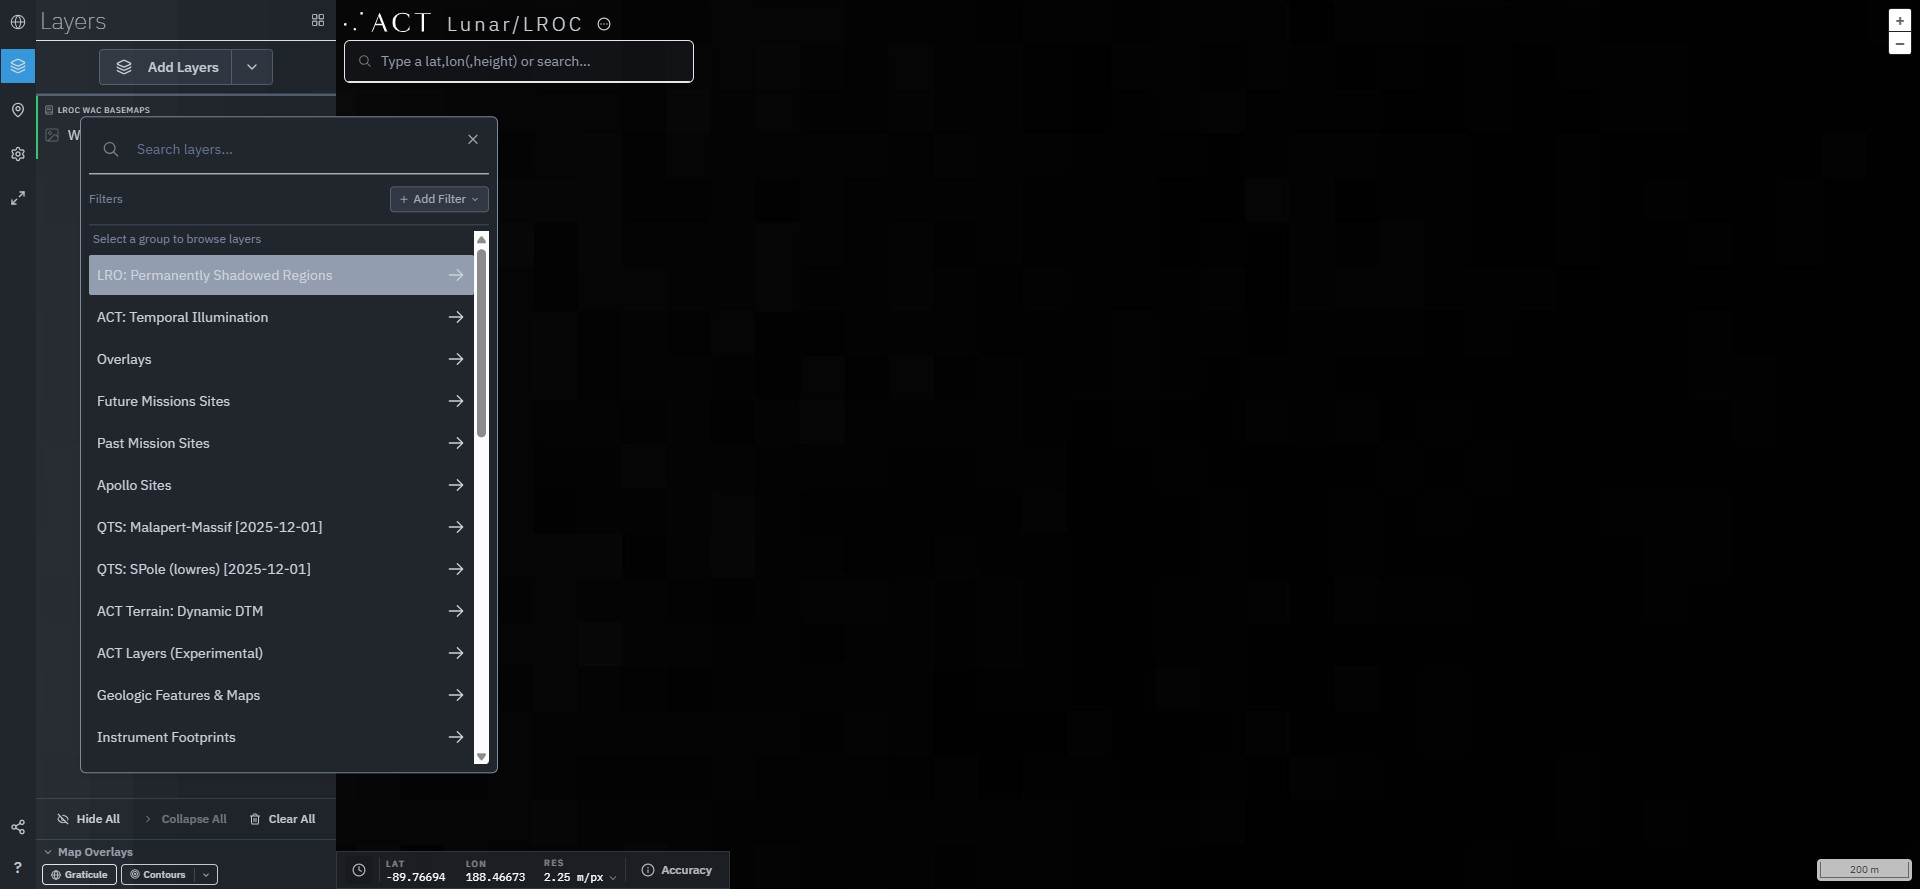 Layers
Add Layers
LROC WAC BASEMAPS
W
ACT Lunar/LROC
Type a lat,lon(,height) or search...
+
−
Search layers...
Filters
+ Add Filter
Select a group to browse layers
LRO: Permanently Shadowed Regions
ACT: Temporal Illumination
Overlays
Future Missions Sites
Past Mission Sites
Apollo Sites
QTS: Malapert-Massif [2025-12-01]
QTS: SPole (lowres) [2025-12-01]
ACT Terrain: Dynamic DTM
ACT Layers (Experimental)
Geologic Features & Maps
Instrument Footprints
Hide All
Collapse All
Clear All
?
Map Overlays
Graticule
Contours
LAT
-89.76694
LON
188.46673
RES
2.25 m/px
Accuracy
200 m